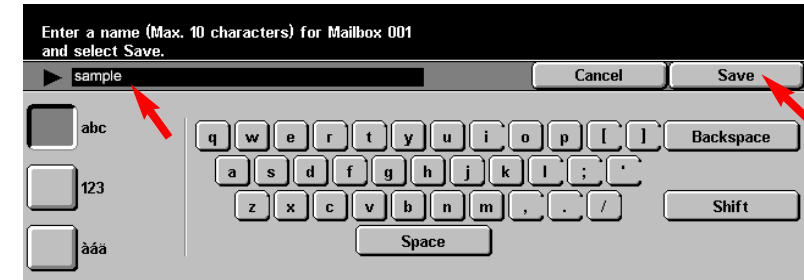 Enter a name (Max. 10 characters) for Mailbox 001
and select Save.
sample Cancel Save
abc
q w e r t y u i o p [ ] Backspace
a s d f g h j k l ; '
123
z x c v b n m , . / Shift
Space
àáä